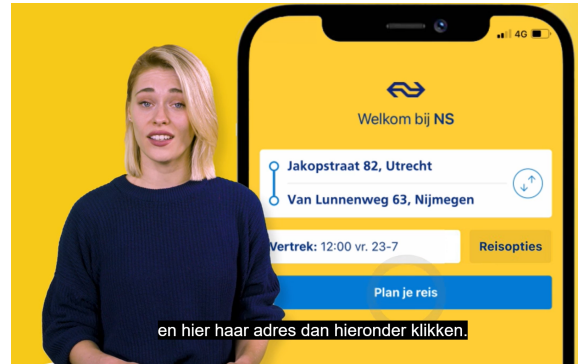 4G
Welkom bij NS
Jakopstraat 82, Utrecht
Van Lunnenweg 63, Nijmegen
Vertrek: 12:00 vr. 23-7
Reisopties
Plan je reis
en hier haar adres dan hieronder klikken.